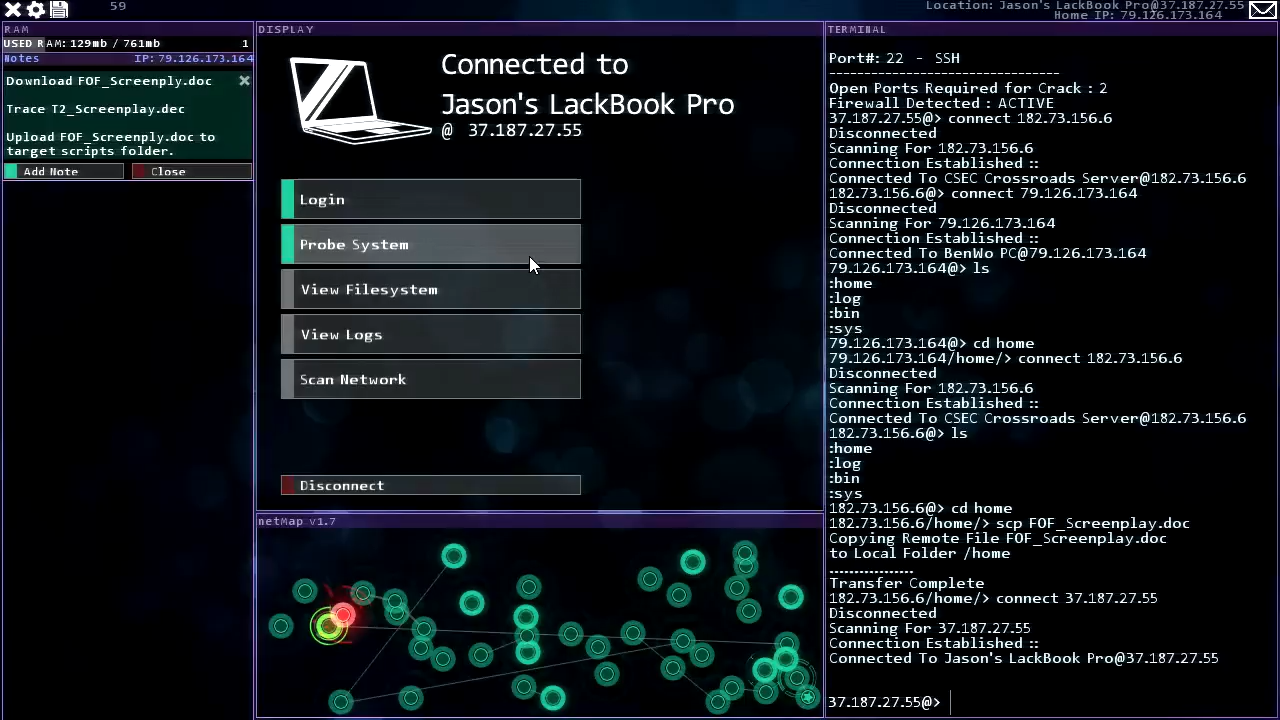 59
Location: Jason's LackBook Pro@37.187.27.55
Home IP: 79.126.173.164
RAM
USED RAM: 129mb / 761mb 1
Notes IP: 79.126.173.164
Download FOF_Screenply.doc
Trace T2_Screenplay.dec
Upload FOF_Screenply.doc to
target scripts folder.
Add Note Close
DISPLAY
Connected to
Jason's LackBook Pro
@ 37.187.27.55
Login
Probe System
View Filesystem
View Logs
Scan Network
Disconnect
netMap v1.7
TERMINAL
Port#: 22 - SSH
---------------------------------
Open Ports Required for Crack : 2
Firewall Detected : ACTIVE
37.187.27.55@> connect 182.73.156.6
Disconnected
Scanning For 182.73.156.6
Connection Established ::
Connected To CSEC Crossroads Server@182.73.156.6
182.73.156.6@> connect 79.126.173.164
Disconnected
Scanning For 79.126.173.164
Connection Established ::
Connected To BenWo PC@79.126.173.164
79.126.173.164@> ls
:home
:log
:bin
:sys
79.126.173.164@> cd home
79.126.173.164/home/> connect 182.73.156.6
Disconnected
Scanning For 182.73.156.6
Connection Established ::
Connected To CSEC Crossroads Server@182.73.156.6
182.73.156.6@> ls
:home
:log
:bin
:sys
182.73.156.6@> cd home
182.73.156.6/home/> scp FOF_Screenplay.doc
Copying Remote File FOF_Screenplay.doc
to Local Folder /home
................
Transfer Complete
182.73.156.6/home/> connect 37.187.27.55
Disconnected
Scanning For 37.187.27.55
Connection Established ::
Connected To Jason's LackBook Pro@37.187.27.55
37.187.27.55@>